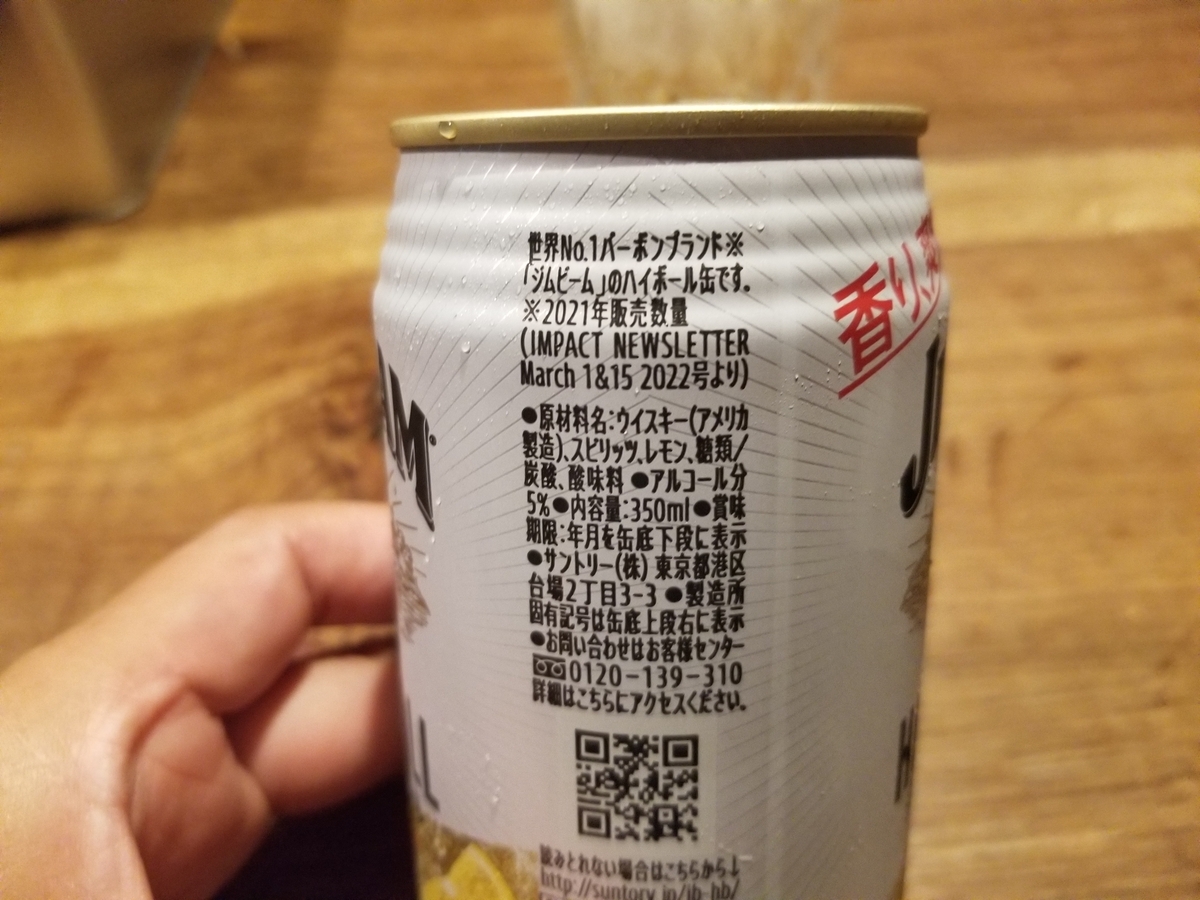 世界No.1バーボンブランド※
「ジムビーム」のハイボール缶です。
※2021年販売数量
(IMPACT NEWSLETTER
March 1&15 2022号より)
●原材料名:ウイスキー(アメリカ
製造)、スピリッツ、レモン、糖類/
炭酸、酸味料 ●アルコール分
5% ●内容量:350ml ●賞味
期限:年月を缶底下段に表示
●サントリー(株) 東京都港区
台場2丁目3-3 ●製造所
固有記号は缶底上段右に表示
●お問い合わせはお客様センター
0120-139-310
詳細はこちらにアクセスください。
読みとれない場合はこちらから↓
http://suntory.jp/jb-hb/
香り、